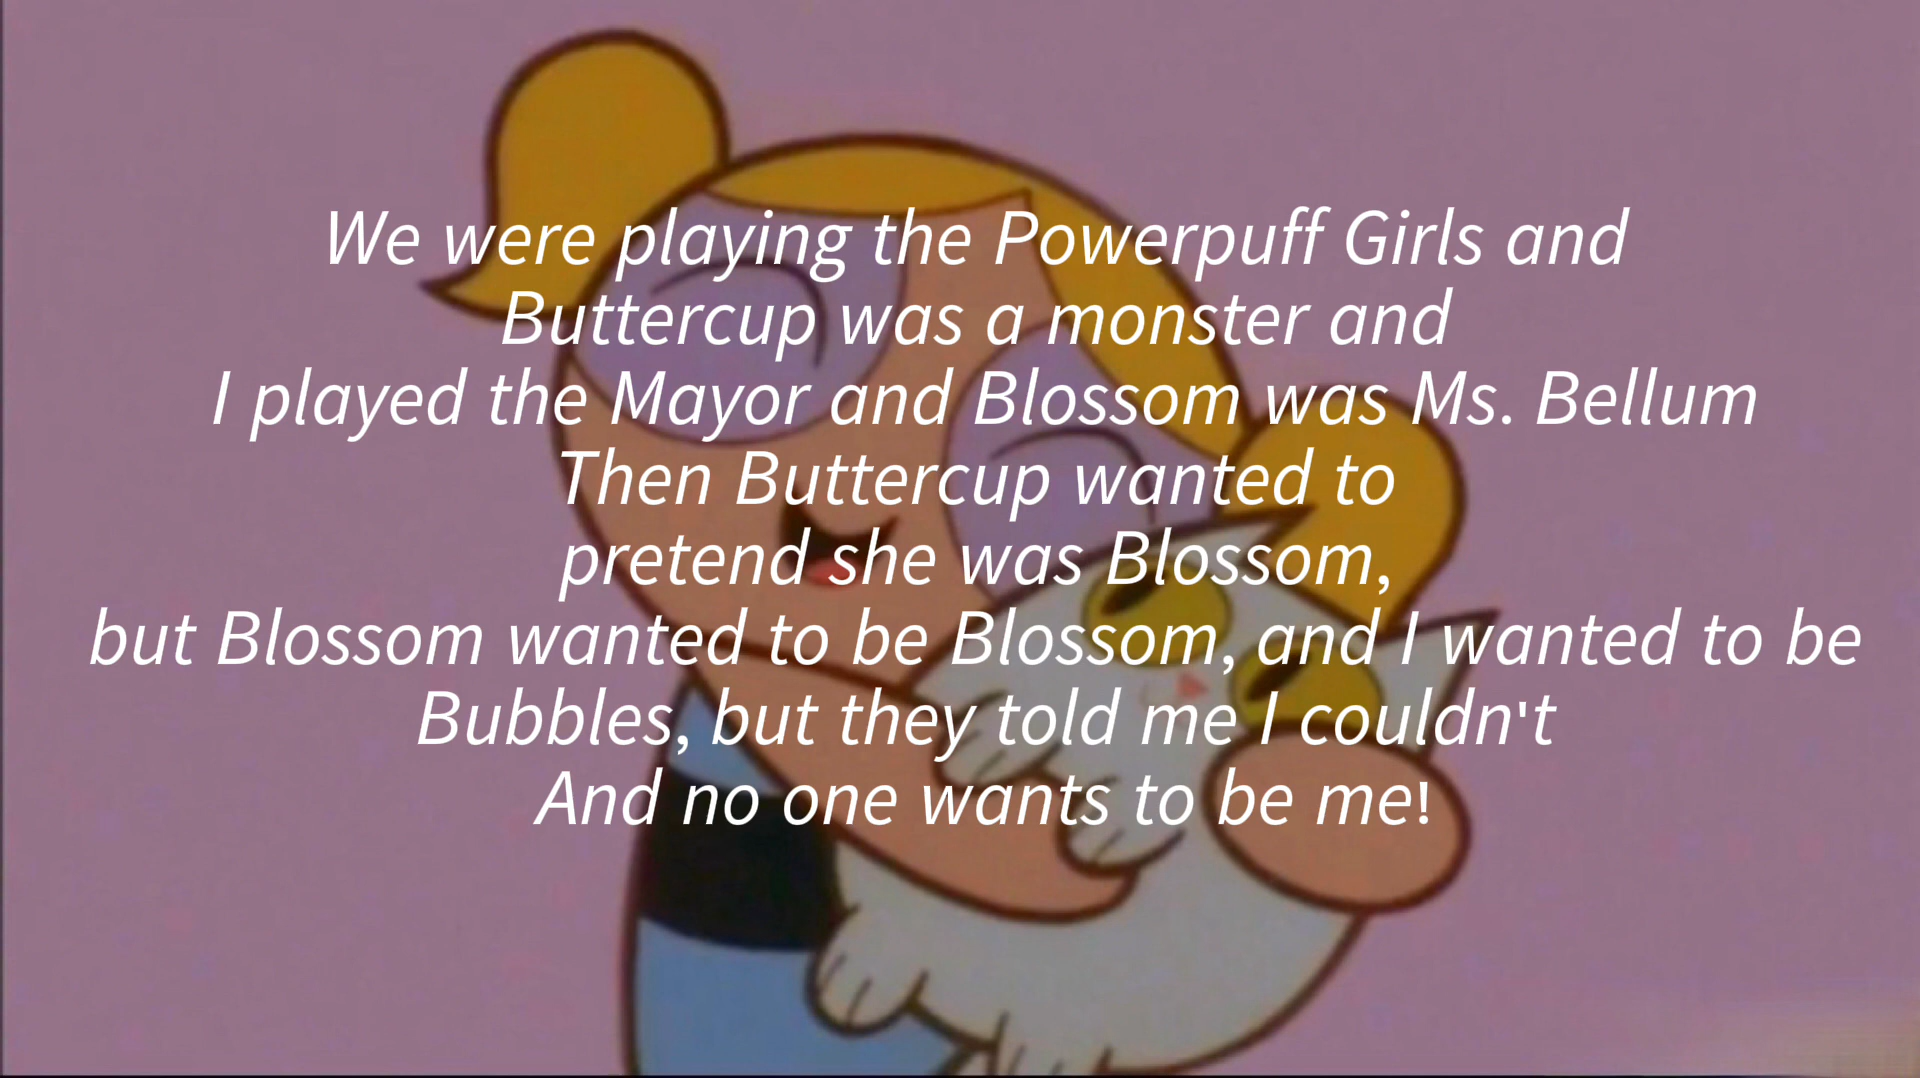 We were playing the Powerpuff Girls and
Buttercup was a monster and
I played the Mayor and Blossom was Ms. Bellum
Then Buttercup wanted to
pretend she was Blossom,
but Blossom wanted to be Blossom, and I wanted to be
Bubbles, but they told me I couldn't
And no one wants to be me!